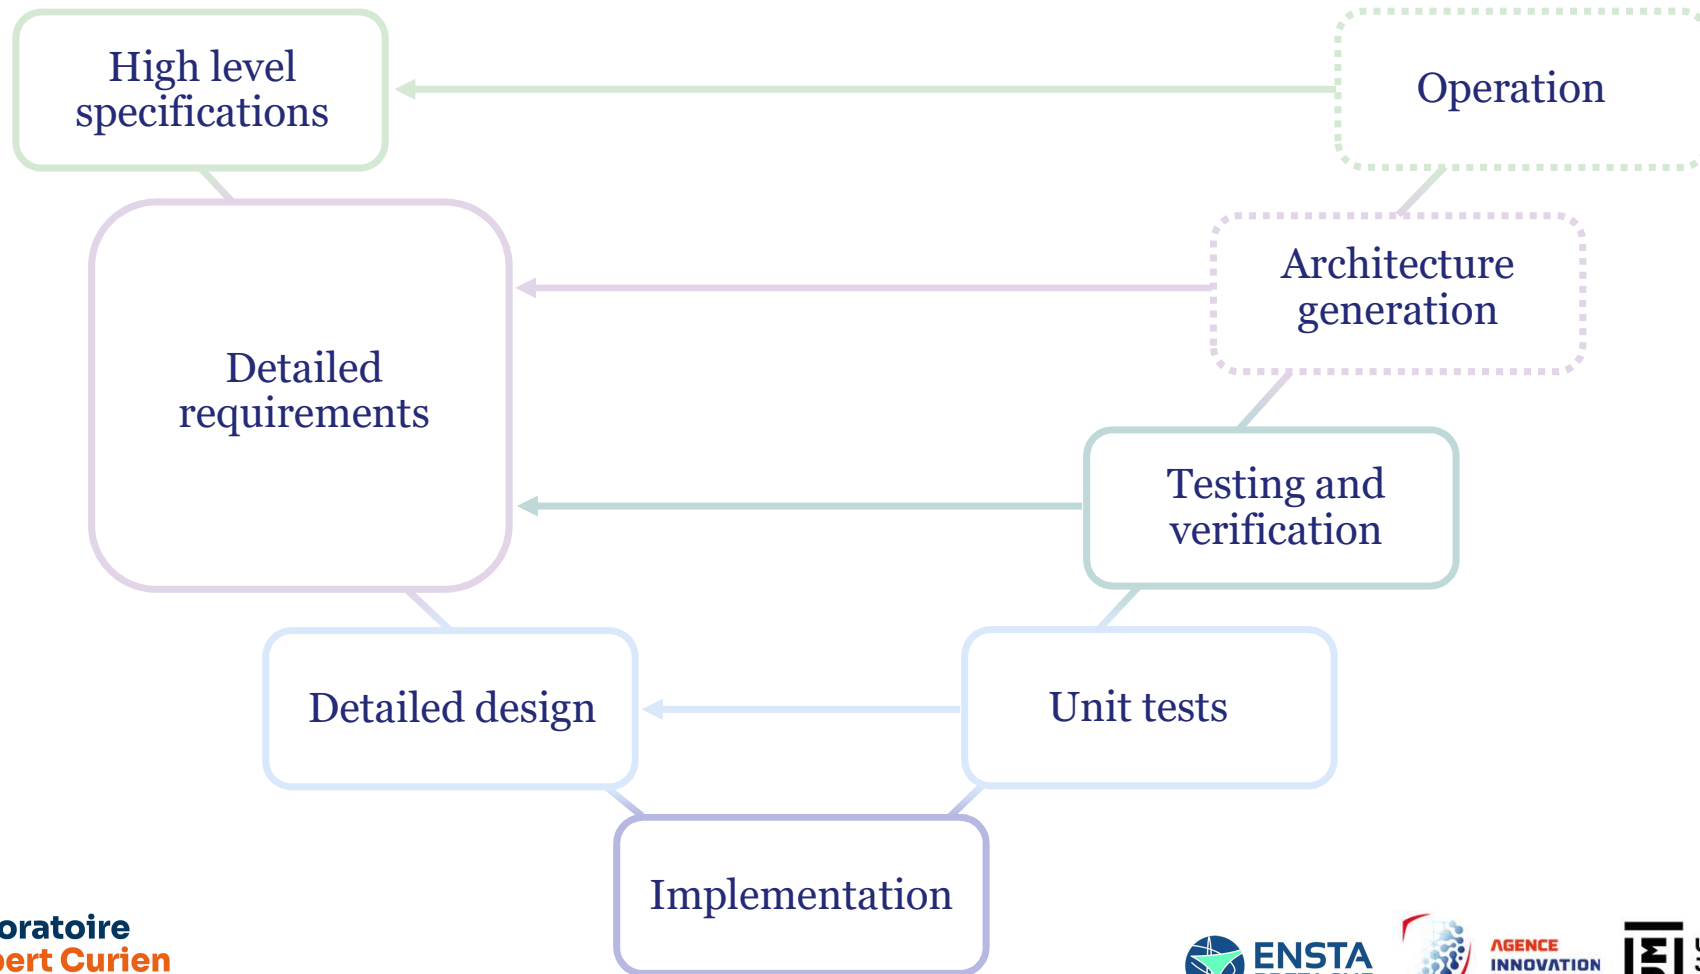 High level
specifications
Operation
Architecture
generation
Detailed
requirements
Testing and
verification
Detailed design
Unit tests
Implementation
oratoire
bert Curien
ENSTA
AGENCE
INNOVATION